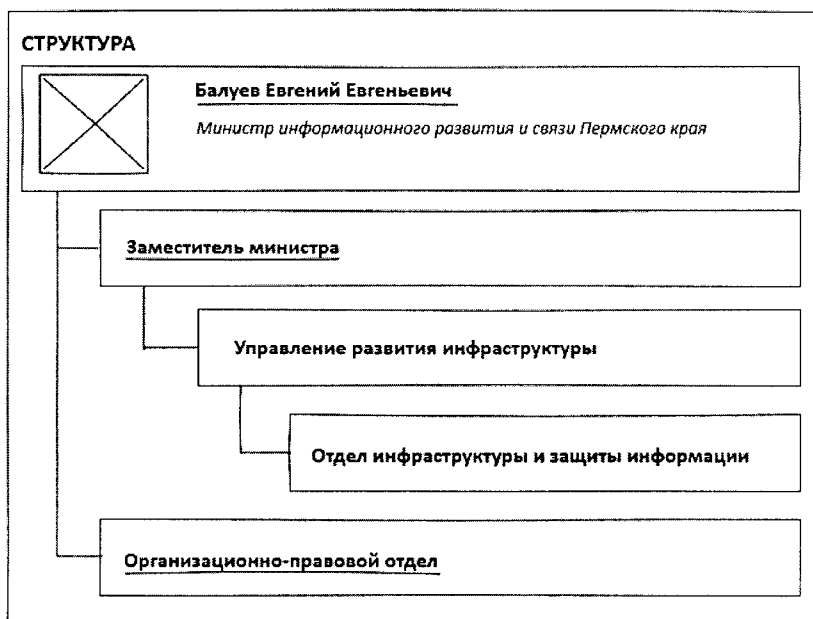 СТРУКТУРА
Балуев Евгений Евгеньевич
Министр информационного развития и связи Пермского края
Заместитель министра
Управление развития инфраструктуры
Отдел инфраструктуры и защиты информации
Организационно-правовой отдел